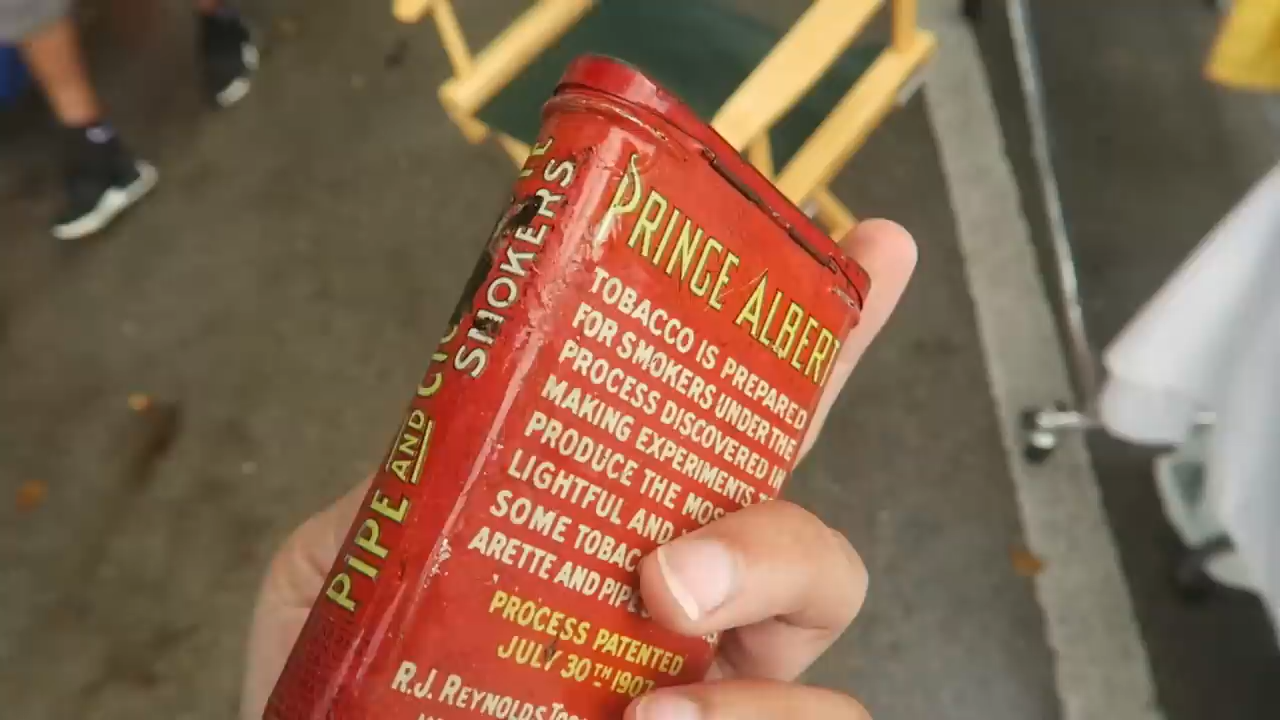 PRINCE ALBERT
TOBACCO IS PREPARED
FOR SMOKERS UNDER THE
PROCESS DISCOVERED IN
MAKING EXPERIMENTS
PRODUCE THE MOS
LIGHTFUL AND
SOME TOBAC
ARETTE AND PIPE
PROCESS PATENTED
JULY 30TH 1907
R.J. REYNOLDS
PIPE AND
SMOKERS